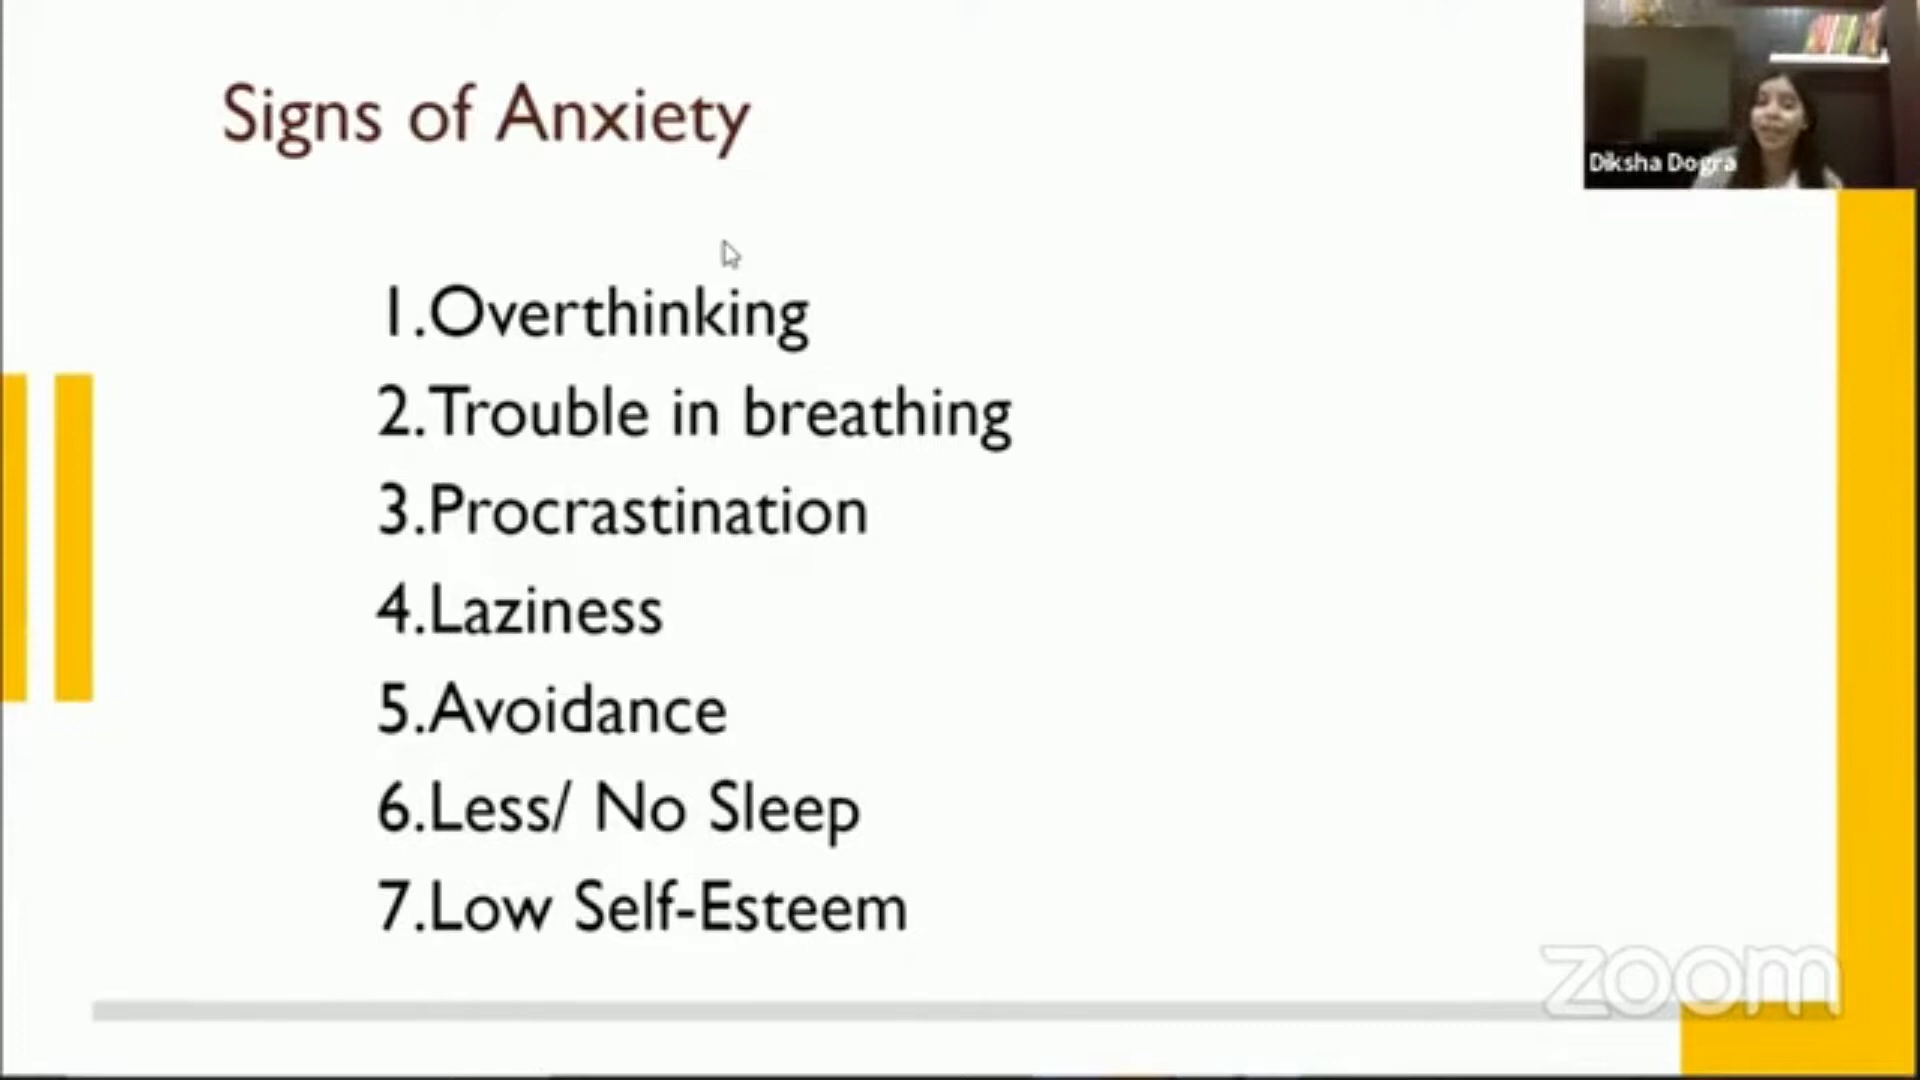 Signs of Anxiety
Diksha Dogra
1.Overthinking
2.Trouble in breathing
3.Procrastination
4.Laziness
5.Avoidance
6.Less/ No Sleep
7.Low Self-Esteem
zoom